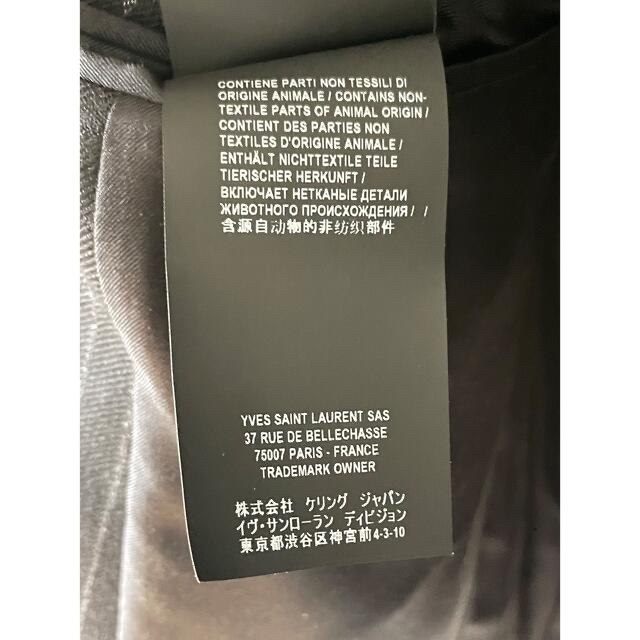 CONTIENE PARTI NON TESSILI DI
ORIGINE ANIMALE / CONTAINS NON-
TEXTILE PARTS OF ANIMAL ORIGIN /
CONTIENT DES PARTIES NON
TEXTILES D'ORIGINE ANIMALE /
ENTHÄLT NICHTTEXTILE TEILE
TIERISCHER HERKUNFT /
ВКЛЮЧАЕТ НЕТКАНЫЕ ДЕТАЛИ
ЖИВОТНОГО ПРОИСХОЖДЕНИЯ / /
含源自动物的非纺织部件
YVES SAINT LAURENT SAS
37 RUE DE BELLECHASSE
75007 PARIS - FRANCE
TRADEMARK OWNER
株式会社 ケリング ジャパン
イヴ・サンローラン ディビジョン
東京都渋谷区神宮前4-3-10